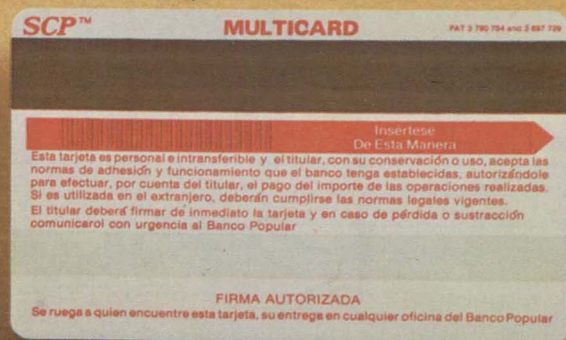 SCP™ MULTICARD PAT 3 790 754 and 3 897 729
Insértese
De Esta Manera
Esta tarjeta es personal e intransferible y el titular, con su conservación o uso, acepta las
normas de adhesión y funcionamiento que el banco tenga establecidas, autorizándole
para efectuar, por cuenta del titular, el pago del importe de las operaciones realizadas.
Si es utilizada en el extranjero, deberán cumplirse las normas legales vigentes.
El titular deberá firmar de inmediato la tarjeta y en caso de pérdida o sustracción
comunicarol con urgencia al Banco Popular
FIRMA AUTORIZADA
Se ruega a quien encuentre esta tarjeta, su entrega en cualquier oficina del Banco Popular